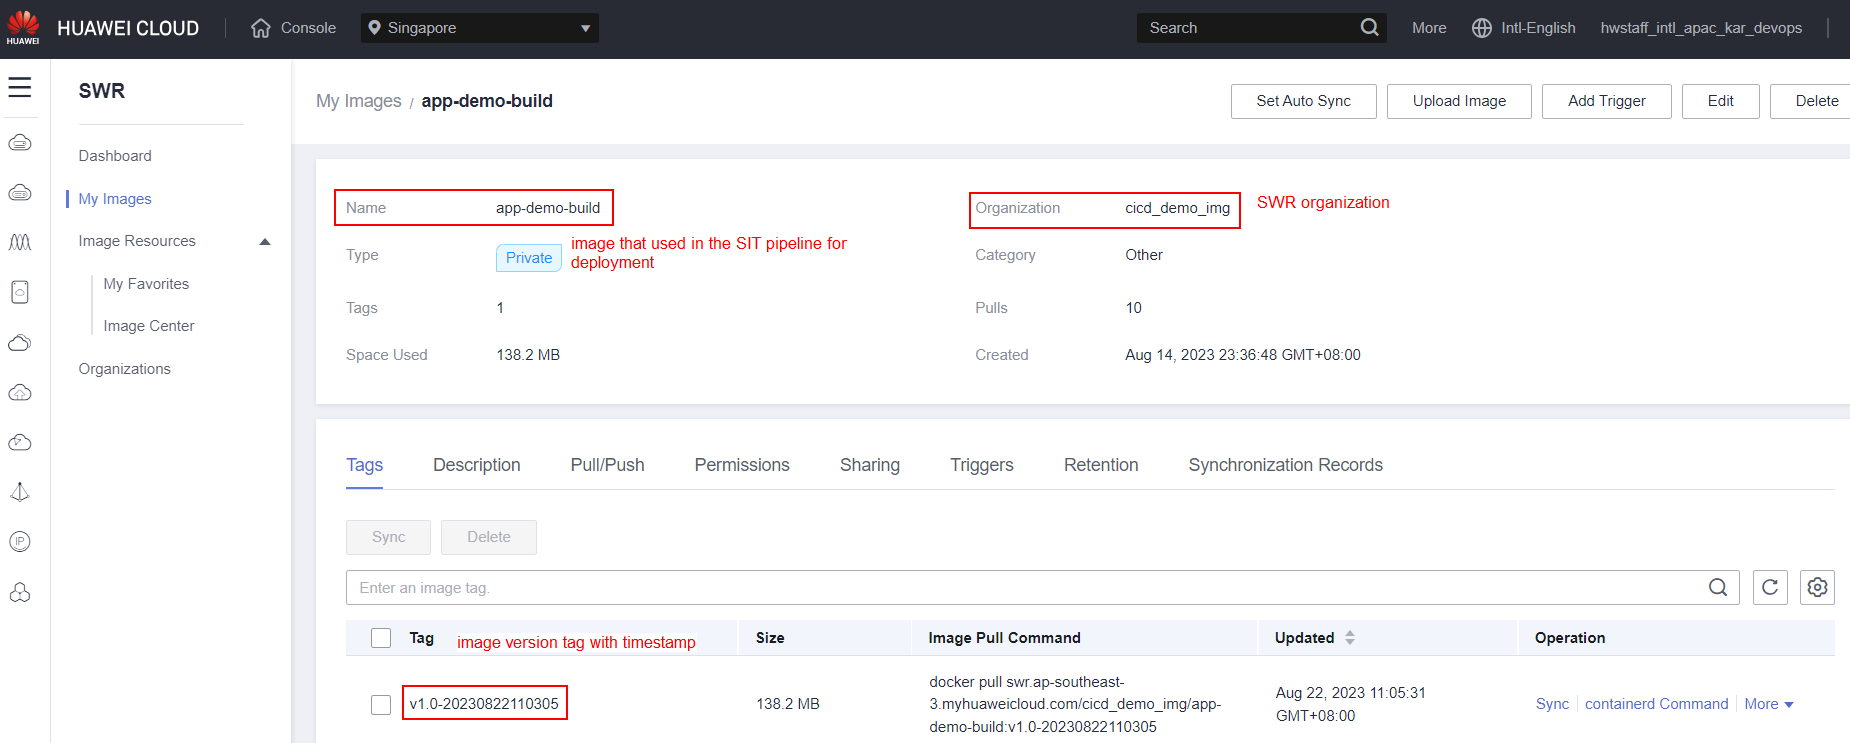 HUAWEI
HUAWEI CLOUD
Console
Singapore
Search
More
Intl-English
hwstaff_intl_apac_kar_devops
SWR
Dashboard
My Images
Image Resources
My Favorites
Image Center
Organizations
My Images / app-demo-build
Set Auto Sync
Upload Image
Add Trigger
Edit
Delete
Name app-demo-build
Organization cicd_demo_img SWR organization
Type Private
image that used in the SIT pipeline for
deployment
Category Other
Tags 1
Pulls 10
Space Used 138.2 MB
Created Aug 14, 2023 23:36:48 GMT+08:00
Tags
Description
Pull/Push
Permissions
Sharing
Triggers
Retention
Synchronization Records
Sync
Delete
Enter an image tag.
Tag image version tag with timestamp
Size
Image Pull Command
Updated
Operation
v1.0-20230822110305
138.2 MB
docker pull swr.ap-southeast-
3.myhuaweicloud.com/cicd_demo_img/app-
demo-build:v1.0-20230822110305
Aug 22, 2023 11:05:31
GMT+08:00
Sync
containerd Command
More
IP